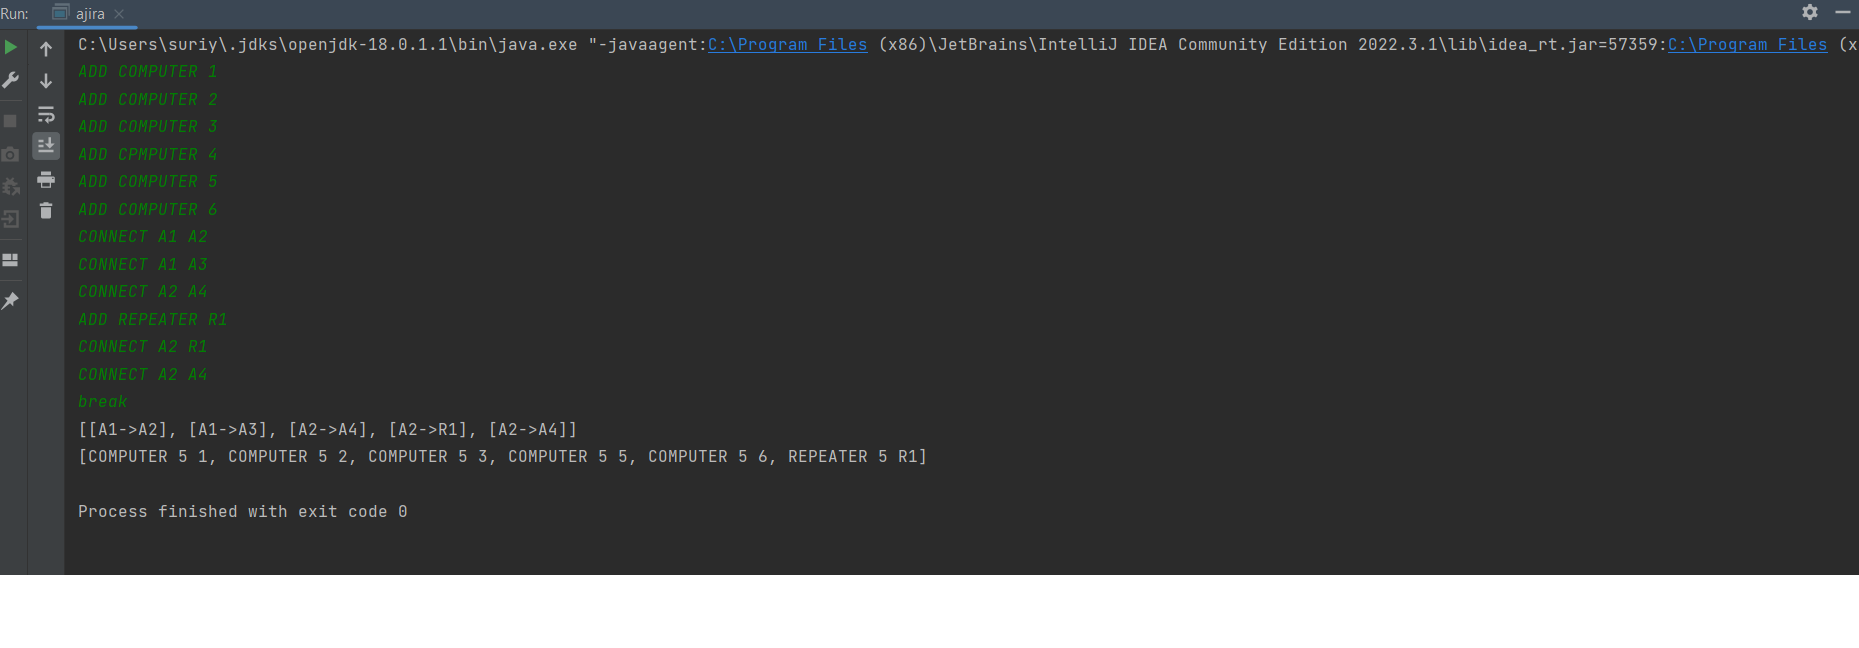 Run: ajira
C:\Users\suriy\.jdks\openjdk-18.0.1.1\bin\java.exe "-javaagent:C:\Program Files (x86)\JetBrains\IntelliJ IDEA Community Edition 2022.3.1\lib\idea_rt.jar=57359:C:\Program Files (x
ADD COMPUTER 1
ADD COMPUTER 2
ADD COMPUTER 3
ADD CPMPUTER 4
ADD COMPUTER 5
ADD COMPUTER 6
CONNECT A1 A2
CONNECT A1 A3
CONNECT A2 A4
ADD REPEATER R1
CONNECT A2 R1
CONNECT A2 A4
break
[[A1->A2], [A1->A3], [A2->A4], [A2->R1], [A2->A4]]
[COMPUTER 5 1, COMPUTER 5 2, COMPUTER 5 3, COMPUTER 5 5, COMPUTER 5 6, REPEATER 5 R1]
Process finished with exit code 0